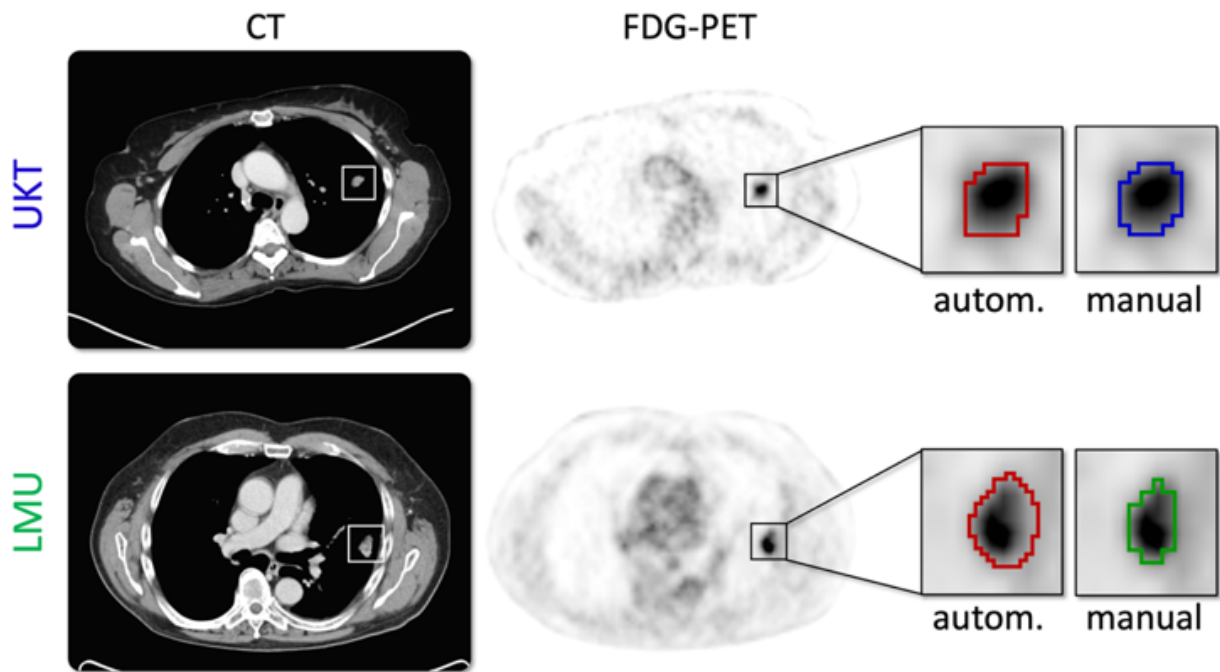 CT
FDG-PET
UKT
autom.
manual
LMU
autom.
manual